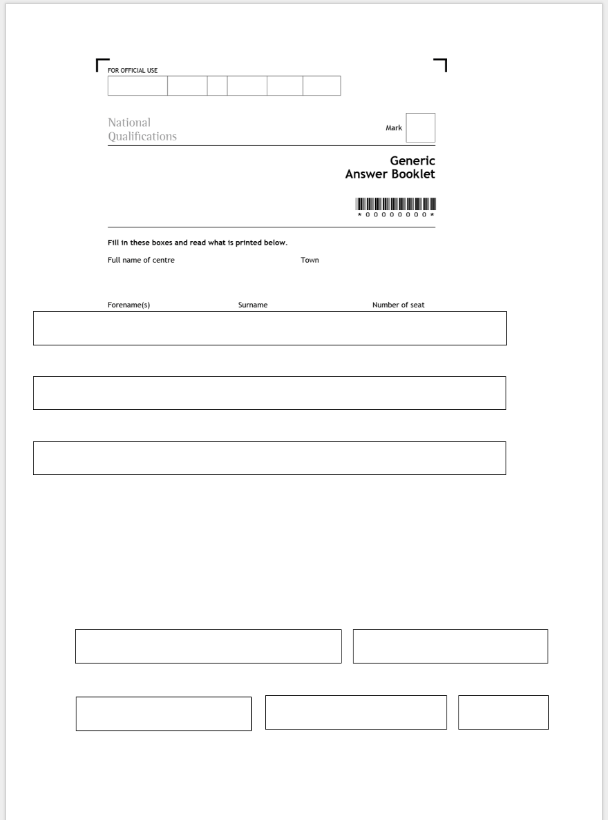 FOR OFFICIAL USE
National
Qualifications
Mark
Generic
Answer Booklet
*00000000*
Fill in these boxes and read what is printed below.
Full name of centre Town
Forename(s) Surname Number of seat